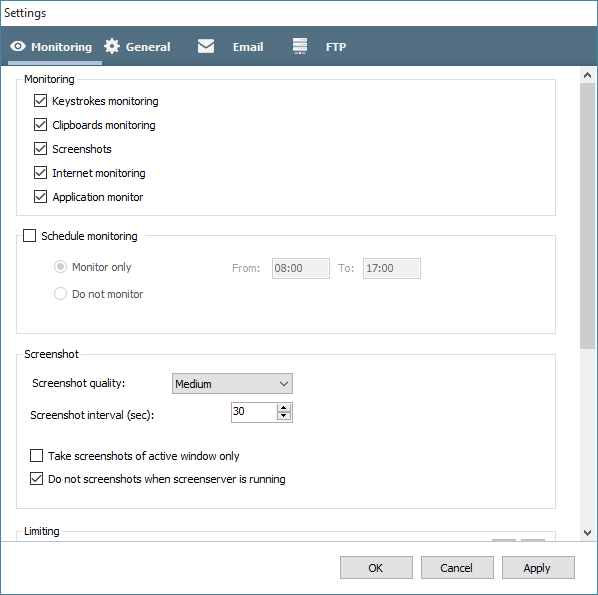 Settings
Monitoring General Email FTP
Monitoring
Keystrokes monitoring
Clipboards monitoring
Screenshots
Internet monitoring
Application monitor
Schedule monitoring
Monitor only From: 08:00 To: 17:00
Do not monitor
Screenshot
Screenshot quality: Medium
Screenshot interval (sec): 30
Take screenshots of active window only
Do not screenshots when screenserver is running
Limiting
OK Cancel Apply